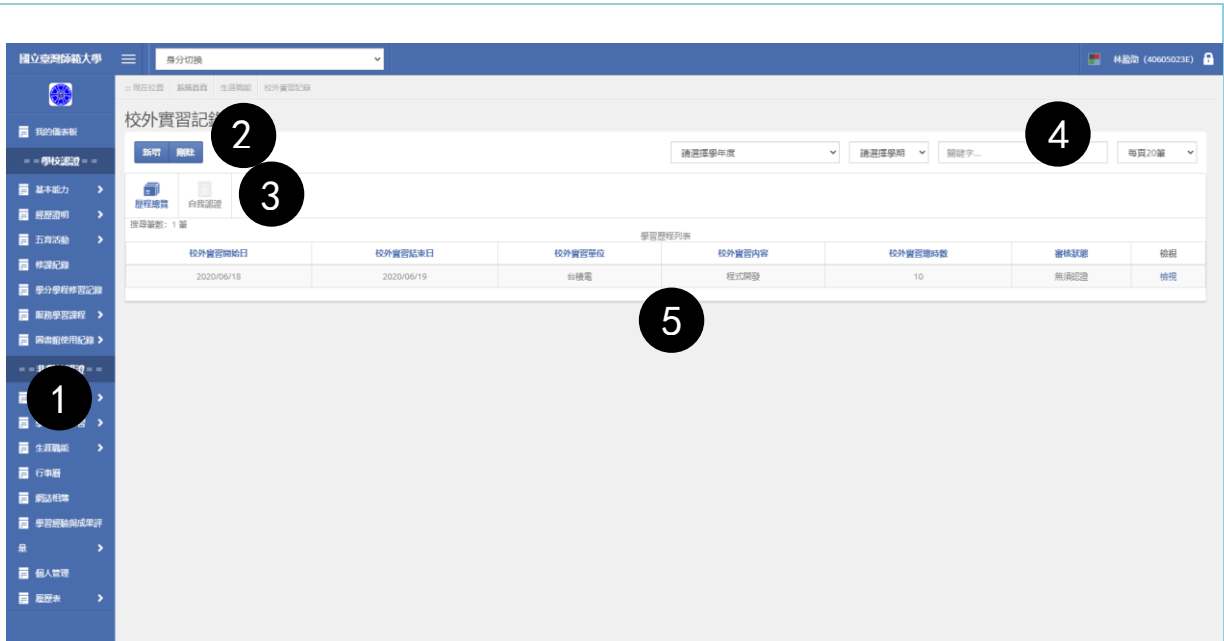 國立臺灣師範大學
身分切換
林盈 (40605023E)
:: 現在位置 系統首頁 生涯職能 校外實習記錄
校外實習記錄
2
4
我的儀表板
新增 刪除
請選擇學年度
請選擇學期
關鍵字...
每頁20筆
= =學校認證= =
3
歷程總覽 自我認證
基本能力
經歷證明
搜尋筆數: 1 筆
學習歷程列表
五育活動
校外實習開始日 校外實習結束日 校外實習單位 校外實習內容 校外實習總時數 審核狀態 檢視
修課紀錄
2020/06/18 2020/06/19 台積電 程式開發 10 無須認證 檢視
學分學程修習記錄
服務學習課程
5
圖書館使用紀錄
1
生涯職能
行事曆
網誌相簿
學習經驗與成果評
量
個人管理
履歷表